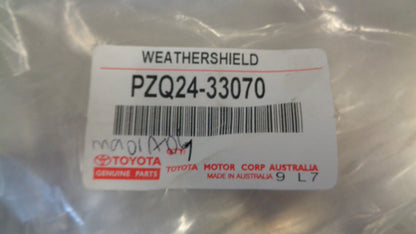 WEATHERSHIELD
PZQ24-33070
QTY: 1
TOYOTA
GENUINE PARTS
TOYOTA MOTOR CORP AUSTRALIA
MADE IN AUSTRALIA 9 L7